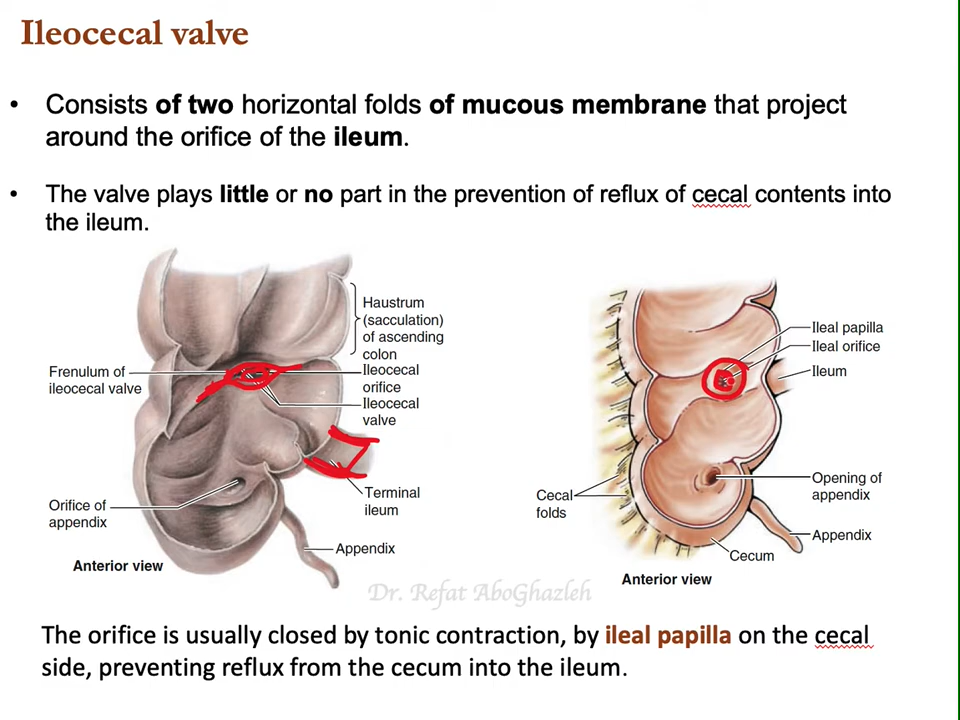 Ileocecal valve
• Consists of two horizontal folds of mucous membrane that project
around the orifice of the ileum.
• The valve plays little or no part in the prevention of reflux of cecal contents into
the ileum.
Haustrum
(sacculation)
of ascending
colon
Frenulum of
ileocecal valve
Ileocecal
orifice
Ileocecal
valve
Orifice of
appendix
Terminal
ileum
Appendix
Anterior view
Ileal papilla
Ileal orifice
Ileum
Cecal
folds
Opening of
appendix
Appendix
Cecum
Anterior view
Dr. Refat AboGhazleh
The orifice is usually closed by tonic contraction, by ileal papilla on the cecal
side, preventing reflux from the cecum into the ileum.